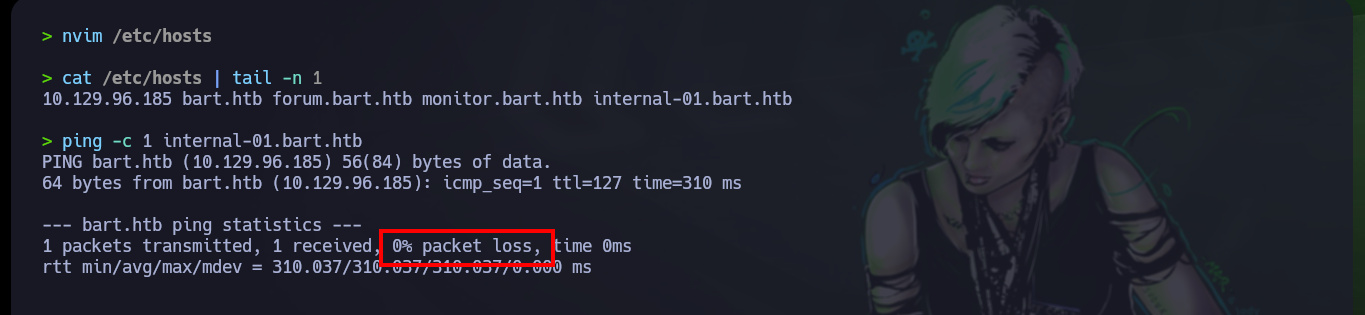 > nvim /etc/hosts
> cat /etc/hosts | tail -n 1
10.129.96.185 bart.htb forum.bart.htb monitor.bart.htb internal-01.bart.htb
> ping -c 1 internal-01.bart.htb
PING bart.htb (10.129.96.185) 56(84) bytes of data.
64 bytes from bart.htb (10.129.96.185): icmp_seq=1 ttl=127 time=310 ms
--- bart.htb ping statistics ---
1 packets transmitted, 1 received, 0% packet loss, time 0ms
rtt min/avg/max/mdev = 310.037/310.037/310.037/0.000 ms